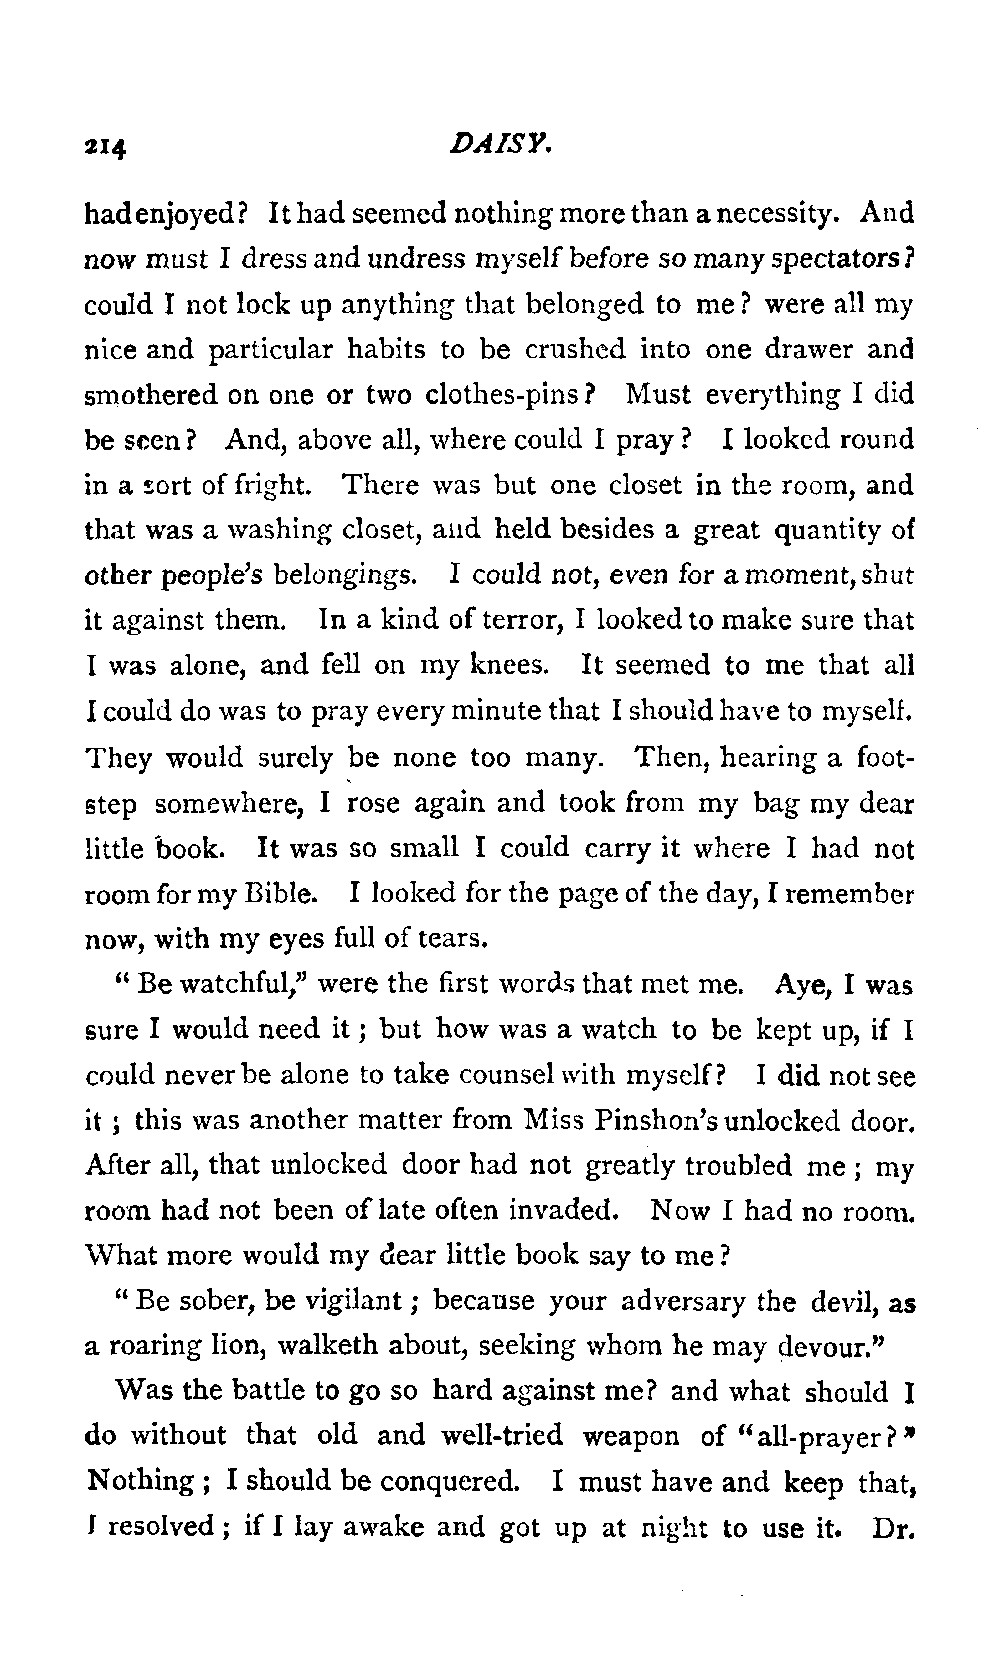 214 DAISY.
had enjoyed? It had seemed nothing more than a necessity. And
now must I dress and undress myself before so many spectators?
could I not lock up anything that belonged to me? were all my
nice and particular habits to be crushed into one drawer and
smothered on one or two clothes-pins? Must everything I did
be seen? And, above all, where could I pray? I looked round
in a sort of fright. There was but one closet in the room, and
that was a washing closet, and held besides a great quantity of
other people's belongings. I could not, even for a moment, shut
it against them. In a kind of terror, I looked to make sure that
I was alone, and fell on my knees. It seemed to me that all
I could do was to pray every minute that I should have to myself.
They would surely be none too many. Then, hearing a foot-
step somewhere, I rose again and took from my bag my dear
little book. It was so small I could carry it where I had not
room for my Bible. I looked for the page of the day, I remember
now, with my eyes full of tears.
"Be watchful," were the first words that met me. Aye, I was
sure I would need it; but how was a watch to be kept up, if I
could never be alone to take counsel with myself? I did not see
it; this was another matter from Miss Pinshon's unlocked door.
After all, that unlocked door had not greatly troubled me; my
room had not been of late often invaded. Now I had no room.
What more would my dear little book say to me?
"Be sober, be vigilant; because your adversary the devil, as
a roaring lion, walketh about, seeking whom he may devour."
Was the battle to go so hard against me? and what should I
do without that old and well-tried weapon of "all-prayer?"
Nothing; I should be conquered. I must have and keep that,
I resolved; if I lay awake and got up at night to use it. Dr.